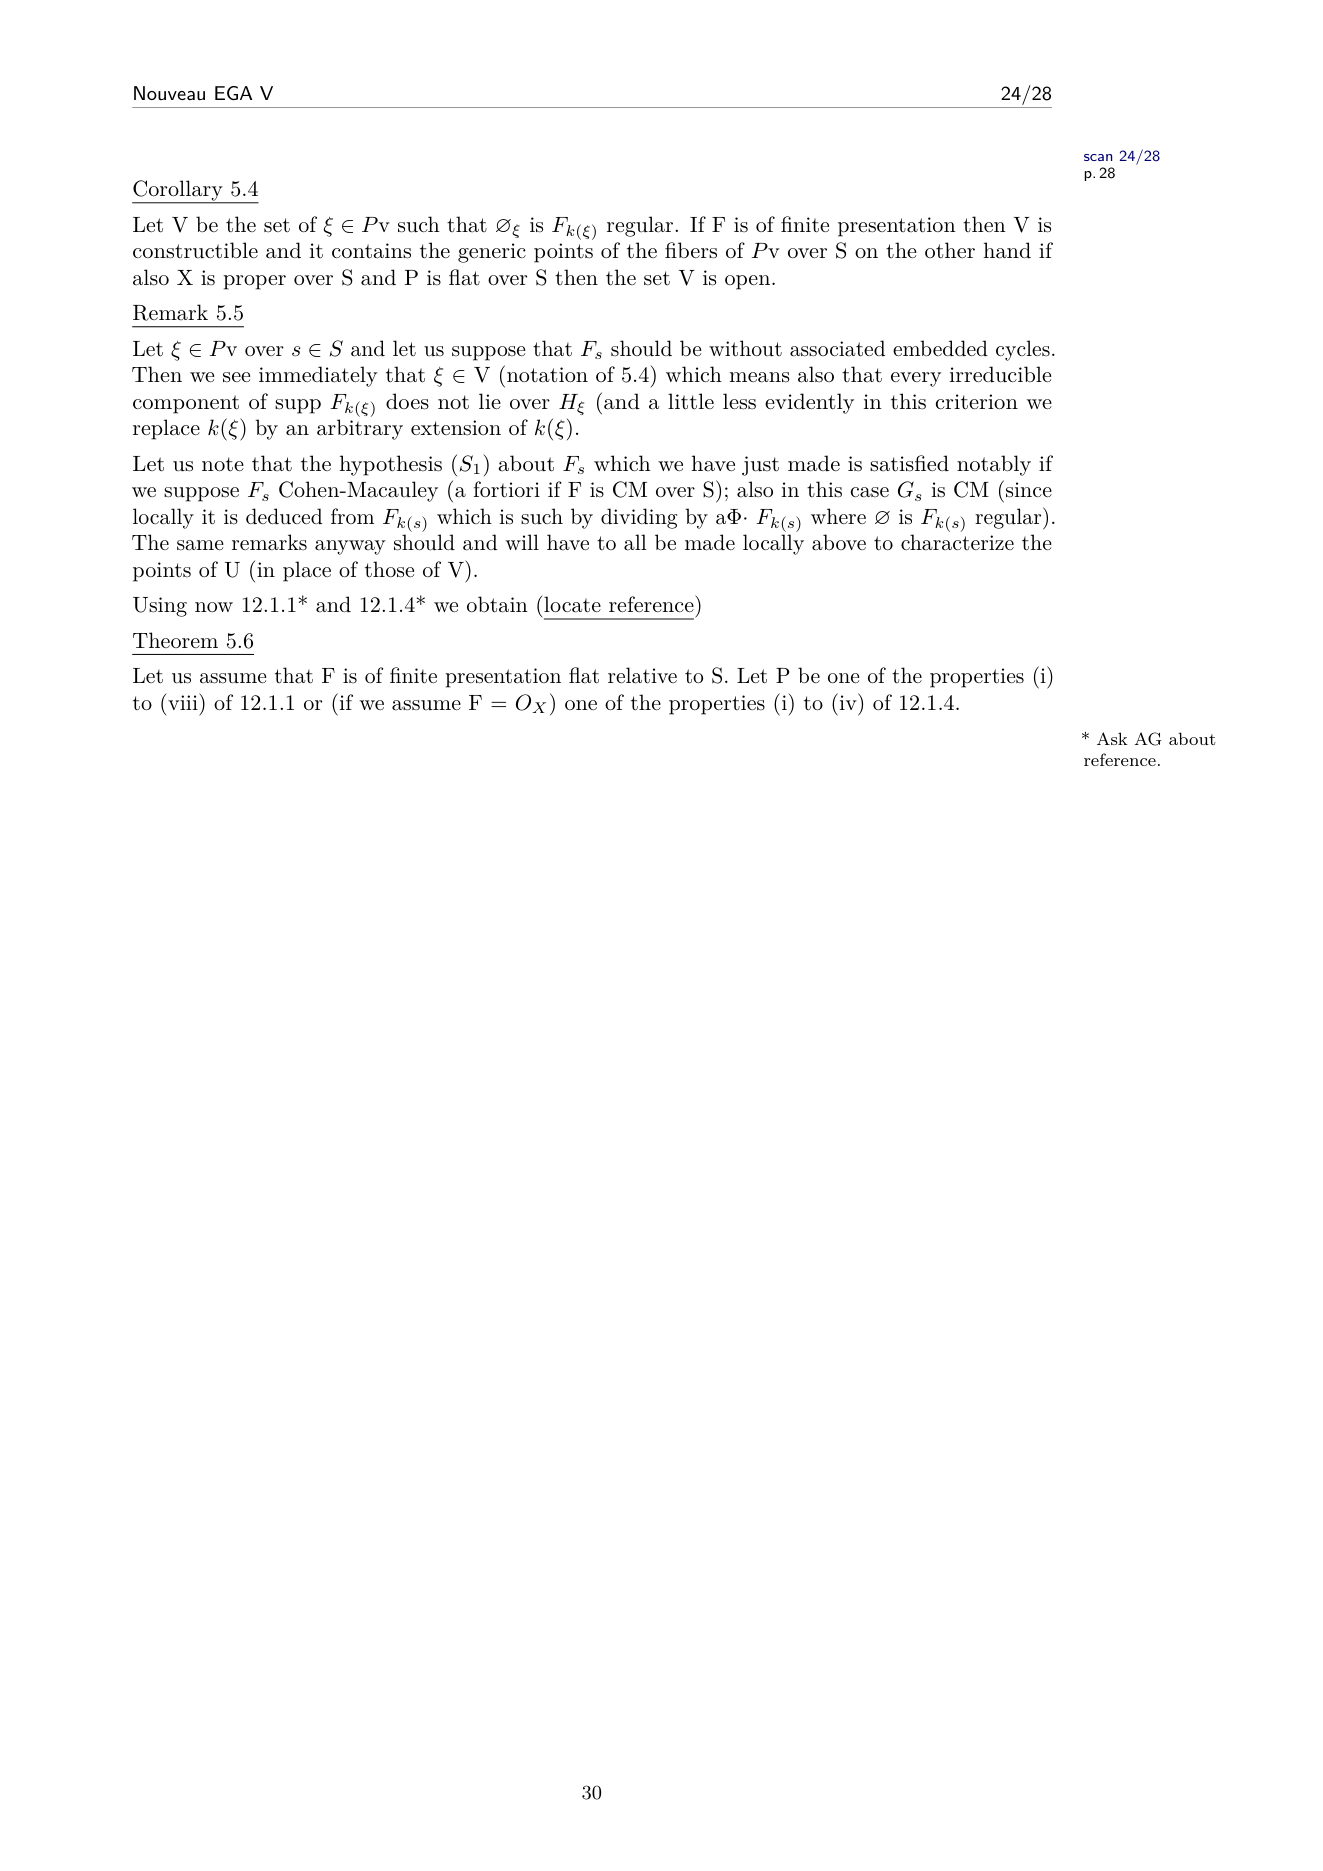 Nouveau EGA V 24/28
scan 24/28
p. 28
Corollary 5.4
Let V be the set of ξ ∈ Pv such that ∅_ξ is F_{k(ξ)} regular. If F is of finite presentation then V is
constructible and it contains the generic points of the fibers of Pv over S on the other hand if
also X is proper over S and P is flat over S then the set V is open.
Remark 5.5
Let ξ ∈ Pv over s ∈ S and let us suppose that F_s should be without associated embedded cycles.
Then we see immediately that ξ ∈ V (notation of 5.4) which means also that every irreducible
component of supp F_{k(ξ)} does not lie over H_ξ (and a little less evidently in this criterion we
replace k(ξ) by an arbitrary extension of k(ξ).
Let us note that the hypothesis (S_1) about F_s which we have just made is satisfied notably if
we suppose F_s Cohen-Macauley (a fortiori if F is CM over S); also in this case G_s is CM (since
locally it is deduced from F_{k(s)} which is such by dividing by aΦ· F_{k(s)} where ∅ is F_{k(s)} regular).
The same remarks anyway should and will have to all be made locally above to characterize the
points of U (in place of those of V).
Using now 12.1.1* and 12.1.4* we obtain (locate reference)
Theorem 5.6
Let us assume that F is of finite presentation flat relative to S. Let P be one of the properties (i)
to (viii) of 12.1.1 or (if we assume F = O_X) one of the properties (i) to (iv) of 12.1.4.
* Ask AG about
reference.
30